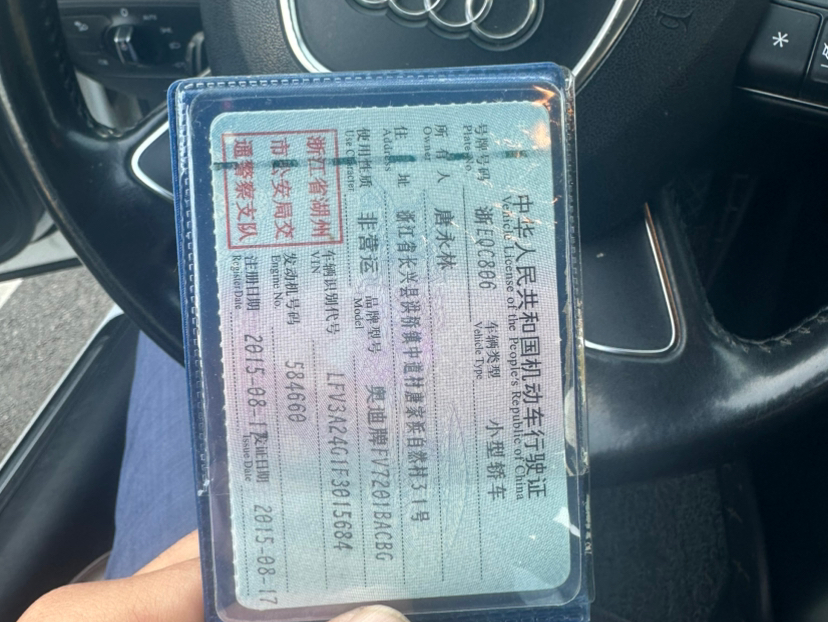 中华人民共和国机动车行驶证
Vehicle License of the People's Republic of China
号牌号码 浙EQC806 车辆类型 小型轿车
Plate No. Vehicle Type
所有人 唐永林
Owner
住址 浙江省长兴县洪桥镇中道村唐家浜自然村31号
Address
使用性质 非营运 品牌型号 奥迪牌FV7201BACBG
Use Character Model
浙江省湖州
市公安局交
通警察支队
车辆识别代号 LFV3A24G1F3015684
VIN
发动机号码 584660
Engine No.
注册日期 2015-08-17 发证日期 2015-08-17
Register Date Issue Date